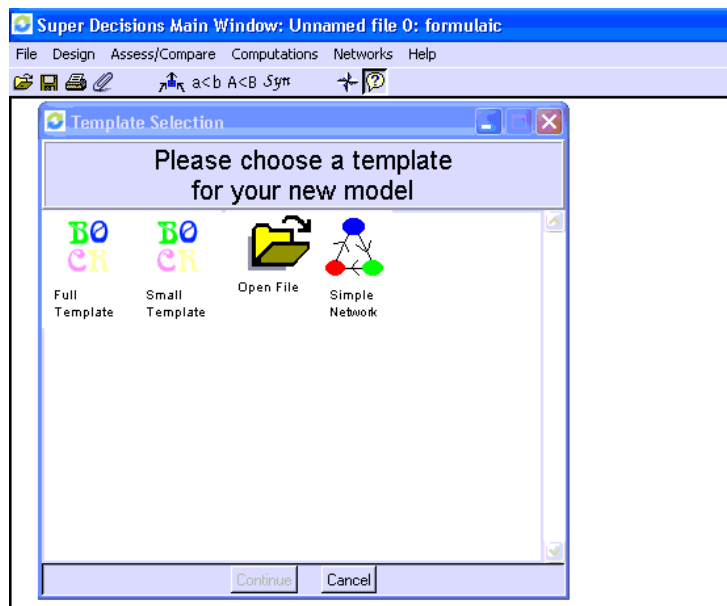 Super Decisions Main Window: Unnamed file 0: formulaic
File Design Assess/Compare Computations Networks Help
a<b A<B Syn
Template Selection
Please choose a template
for your new model
BO
CR
BO
CR
Full
Template
Small
Template
Open File
Simple
Network
Continue
Cancel